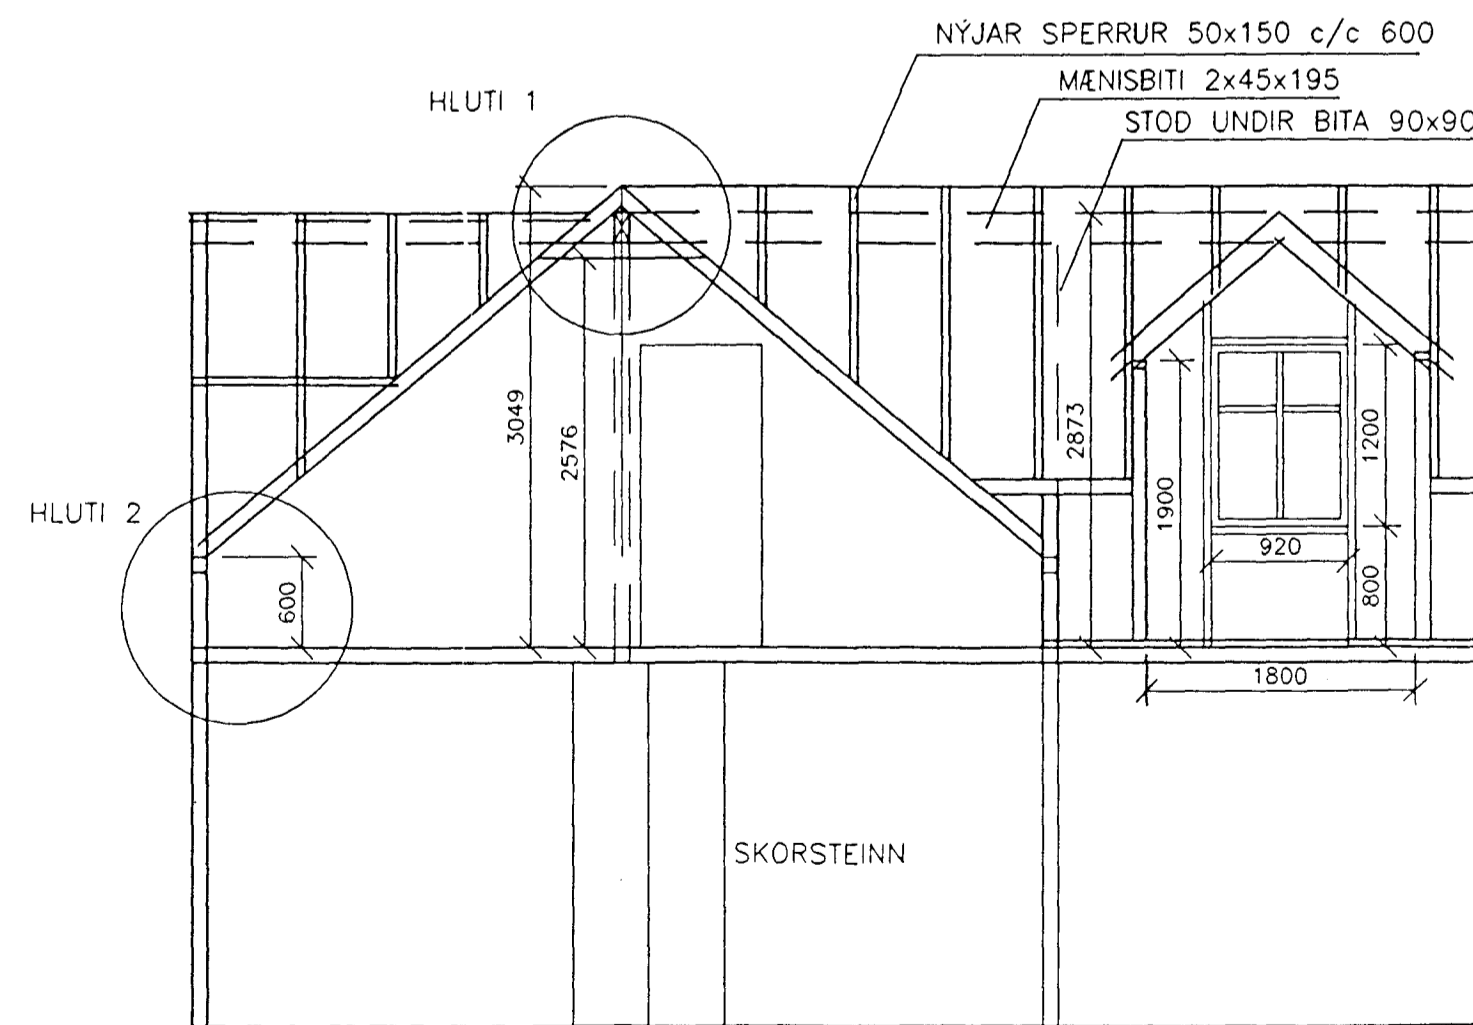 NÝJAR SPERRUR 50x150 c/c 600
MÆNISBITI 2x45x195
HLUTI 1
STOD UNDIR BITA 90x90
3049
2576
2873
1200
1900
HLUTI 2
920
600
800
1800
SKORSTEINN